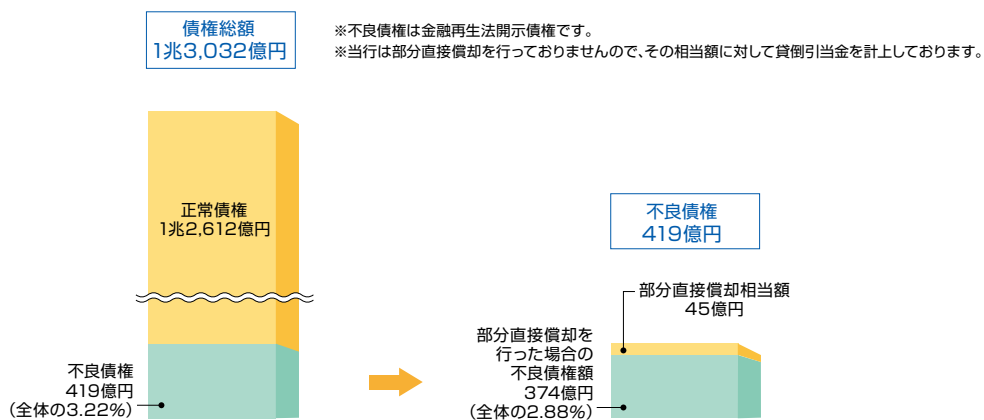 債権総額
1兆3,032億円
※不良債権は金融再生法開示債権です。
※当行は部分直接償却を行っておりませんので、その相当額に対して貸倒引当金を計上しております。
正常債権
1兆2,612億円
不良債権
419億円
(全体の3.22%)
不良債権
419億円
部分直接償却相当額
45億円
部分直接償却を
行った場合の
不良債権額
374億円
(全体の2.88%)